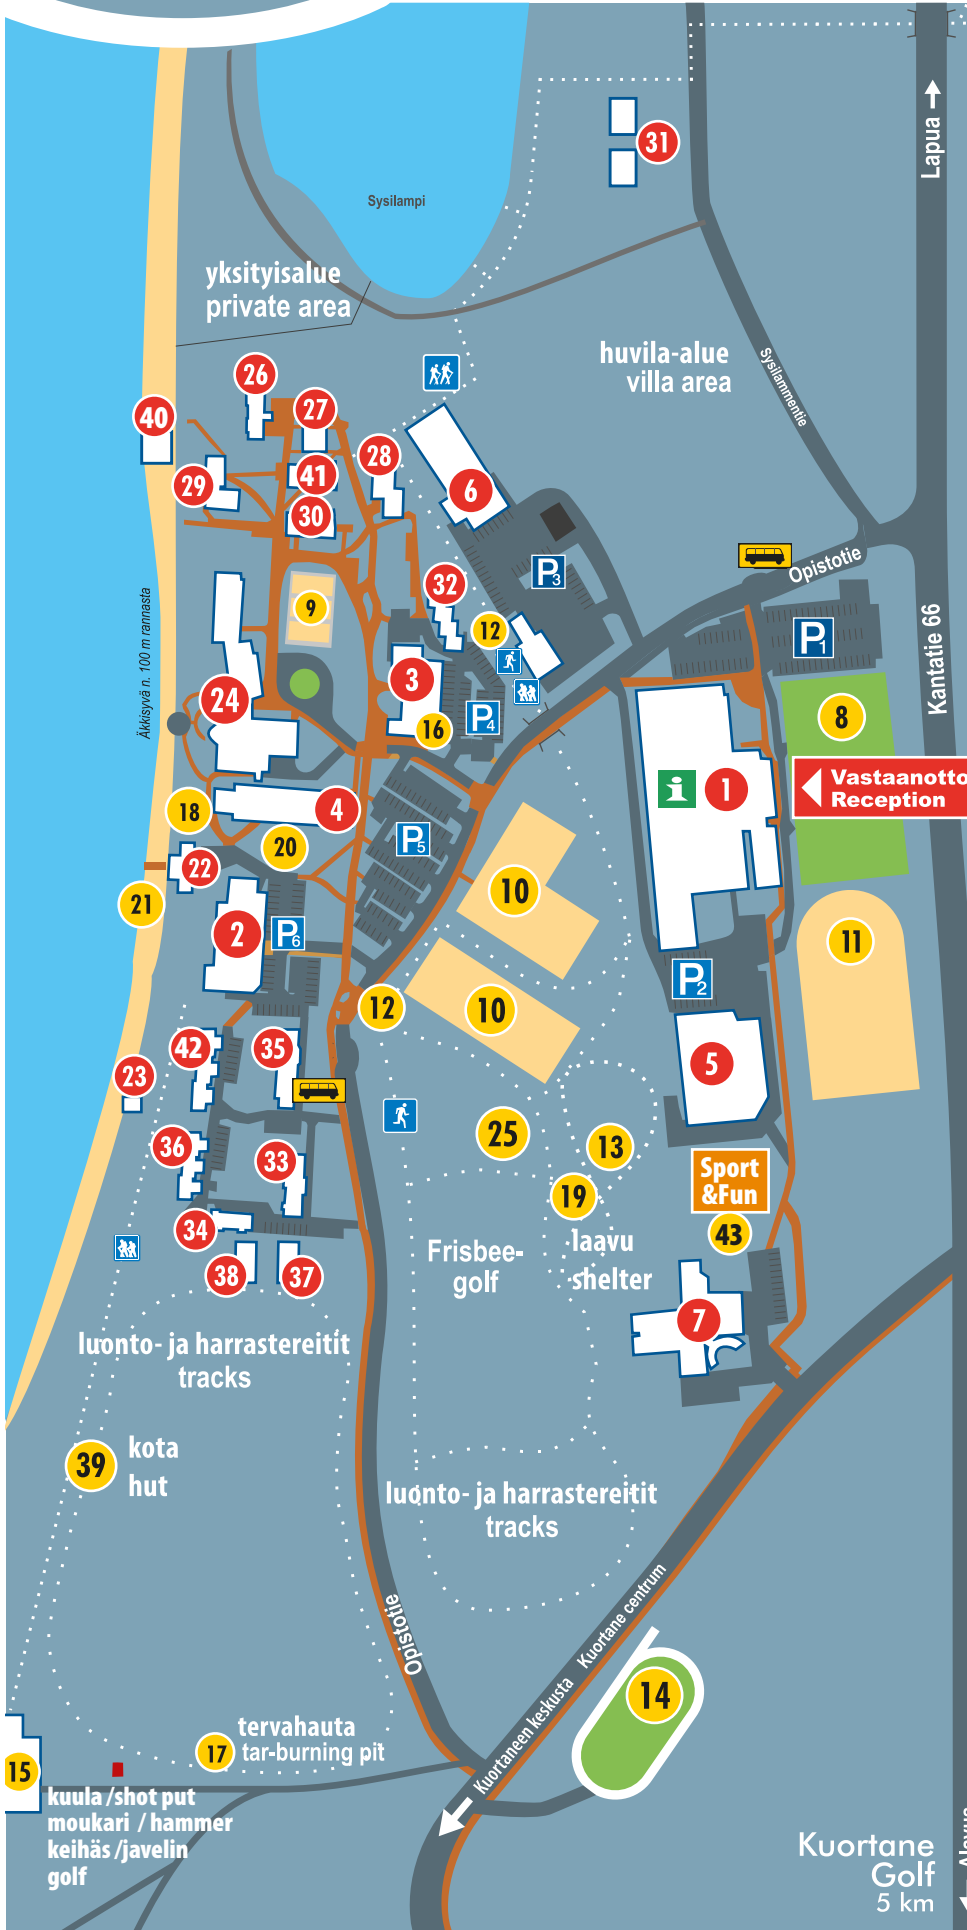 Lapua
31
Sysilampi
yksityisalue
private area
huvila-alue
villa area
Sysilammentie
26
27
40
28
41
29
6
30
Opistotie
P3
32
9
12
Äkkisyvä n. 100 m rannasta
P1
Kantatie 66
3
24
16
P4
8
1
Vastaanotto
Reception
18
4
20
P5
22
10
21
2
P6
11
P2
12
10
42
35
5
23
25
13
36
33
Sport
&Fun
19
34
43
laavu
shelter
Frisbee-
golf
38
37
7
luonto- ja harrastereitit
tracks
kota
hut
39
luonto- ja harrastereitit
tracks
Opistotie
Kuortaneen keskusta Kuortane centrum
14
tervahauta
tar-burning pit
17
15
kuula /shot put
moukari / hammer
keihäs /javelin
golf
Kuortane
Golf
5 km